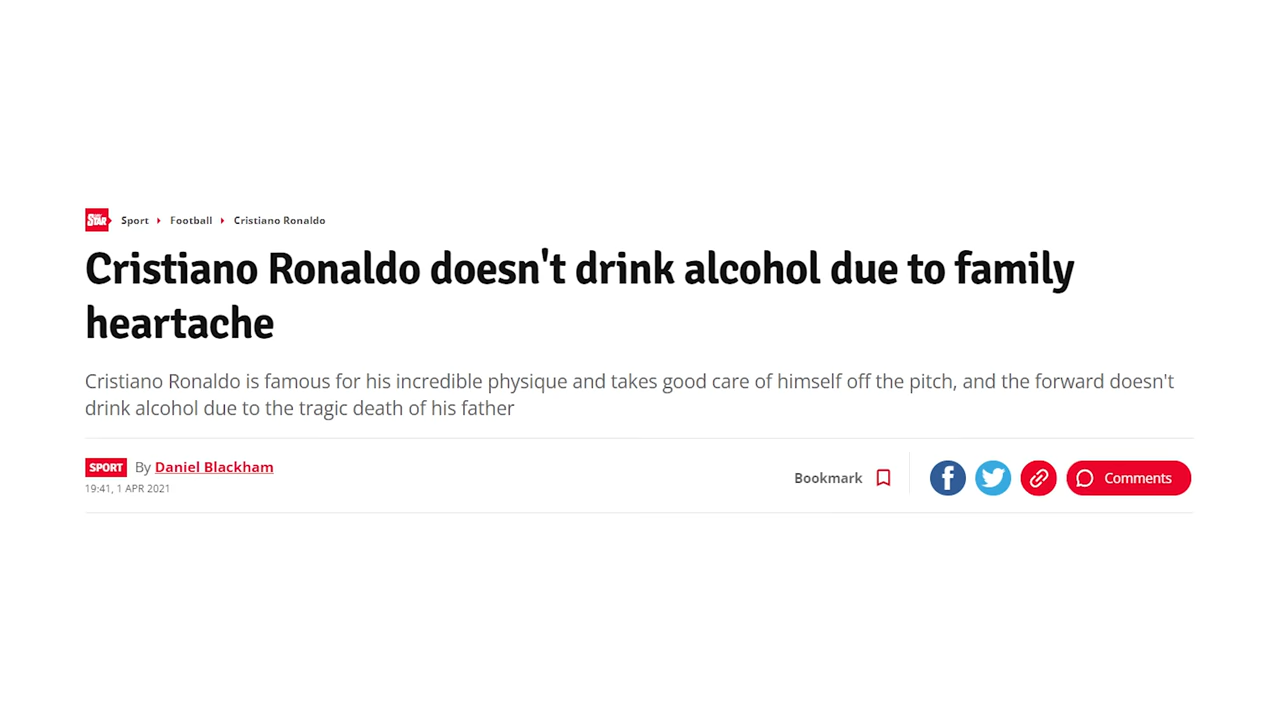 STAR Sport Football Cristiano Ronaldo
Cristiano Ronaldo doesn't drink alcohol due to family
heartache
Cristiano Ronaldo is famous for his incredible physique and takes good care of himself off the pitch, and the forward doesn't
drink alcohol due to the tragic death of his father
SPORT By Daniel Blackham
19:41, 1 APR 2021
Bookmark
Comments